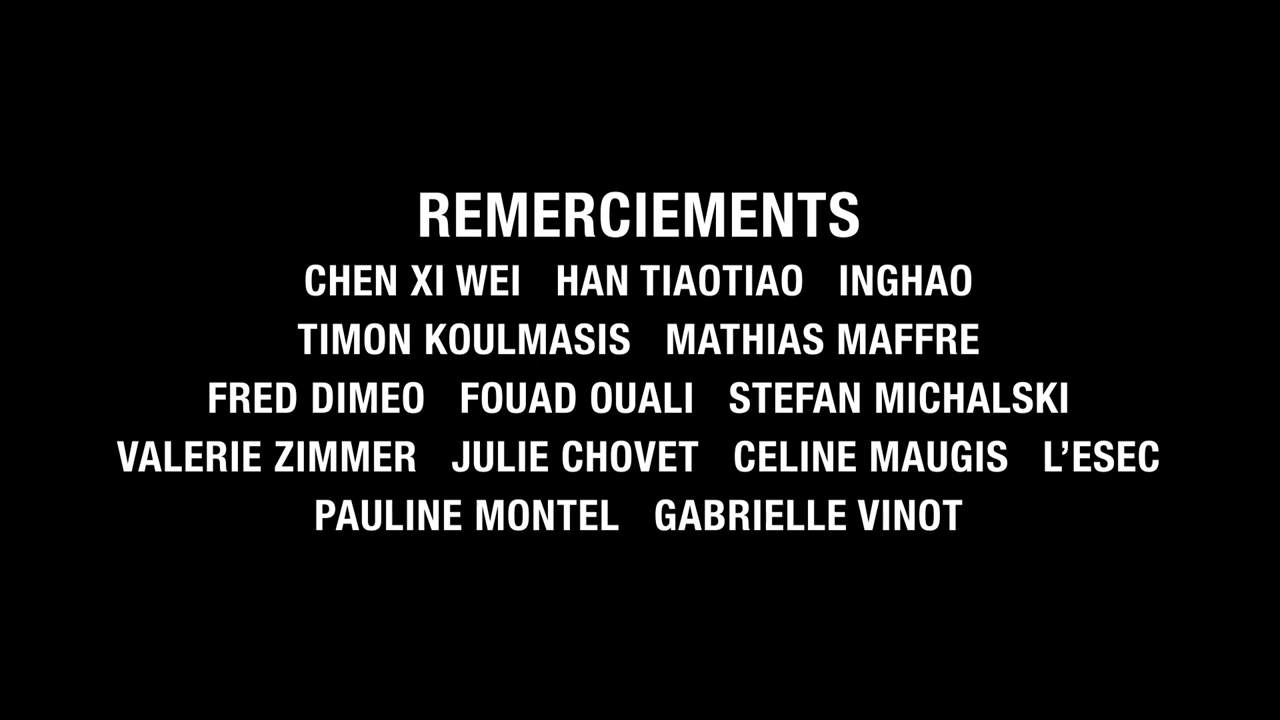 REMERCIEMENTS
CHEN XI WEI HAN TIAOTIAO INGHAO
TIMON KOULMASIS MATHIAS MAFFRE
FRED DIMEO FOUAD OUALI STEFAN MICHALSKI
VALERIE ZIMMER JULIE CHOVET CELINE MAUGIS L’ESEC
PAULINE MONTEL GABRIELLE VINOT